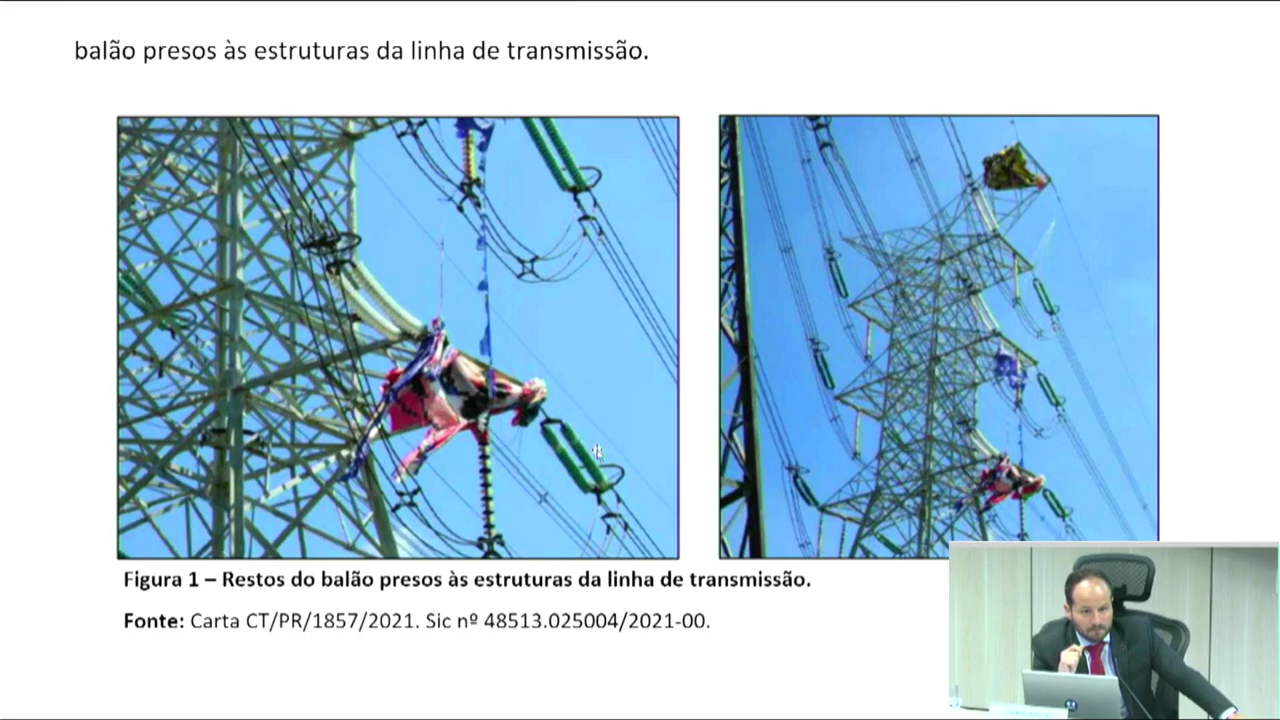 balão presos às estruturas da linha de transmissão.
Figura 1 – Restos do balão presos às estruturas da linha de transmissão.
Fonte: Carta CT/PR/1857/2021. Sic nº 48513.025004/2021-00.